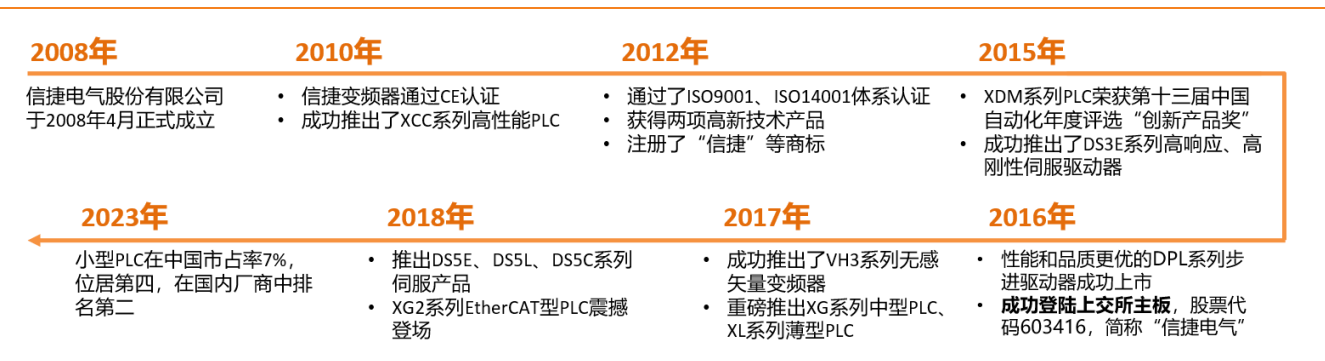 2008年
信捷电气股份有限公司
于2008年4月正式成立
2010年
• 信捷变频器通过CE认证
• 成功推出了XCC系列高性能PLC
2012年
• 通过了ISO9001、ISO14001体系认证
• 获得两项高新技术产品
• 注册了“信捷”等商标
2015年
• XDM系列PLC荣获第十三届中国
自动化年度评选“创新产品奖”
• 成功推出了DS3E系列高响应、高
刚性伺服驱动器
2016年
• 性能和品质更优的DPL系列步
进驱动器成功上市
• 成功登陆上交所主板，股票代
码603416，简称“信捷电气”
2017年
• 成功推出了VH3系列无感
矢量变频器
• 重磅推出XG系列中型PLC、
XL系列薄型PLC
2018年
• 推出DS5E、DS5L、DS5C系列
伺服产品
• XG2系列EtherCAT型PLC震撼
登场
2023年
小型PLC在中国市占率7%，
位居第四，在国内厂商中排
名第二